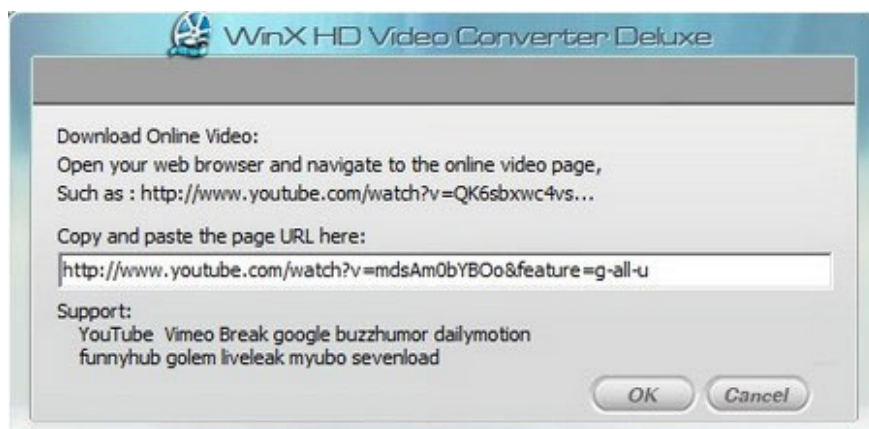 WinX HD Video Converter Deluxe
Download Online Video:
Open your web browser and navigate to the online video page,
Such as : http://www.youtube.com/watch?v=QK6sbxwc4vs...
Copy and paste the page URL here:
http://www.youtube.com/watch?v=mdsAm0bYBOo&feature=g-all-u
Support:
YouTube Vimeo Break google buzzhumor dailymotion
funnyhub golem liveleak myubo sevenload
OK Cancel